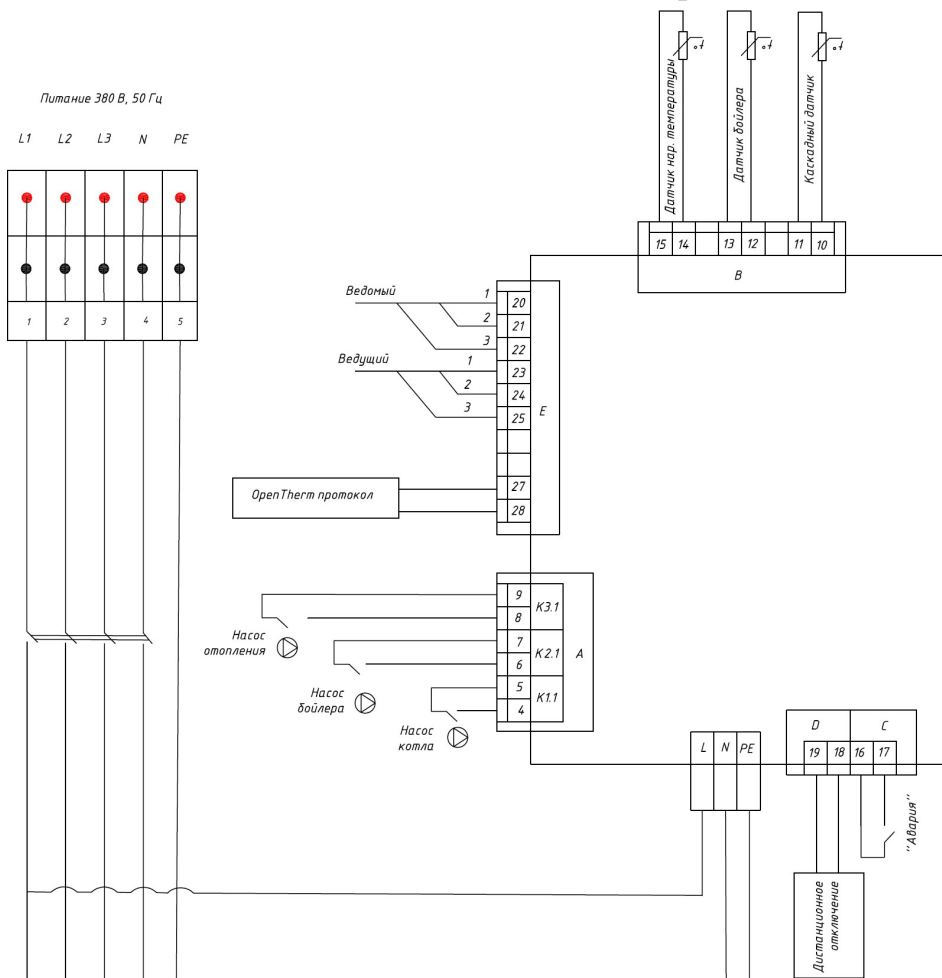 Питание 380 В, 50 Гц
L1 L2 L3 N PE
1 2 3 4 5
Датчик нар. температуры
Датчик бойлера
Каскадный датчик
°t
°t
°t
15 14 13 12 11 10
B
Ведомый
1
2
3
Ведущий
1
2
3
20
21
22
23
24
25
27
28
E
OpenTherm протокол
9
8
7
6
5
4
К3.1
К2.1
К1.1
A
Насос
отопления
Насос
бойлера
Насос
котла
L N PE
D C
19 18 16 17
"Авария"
Дистанционное
отключение